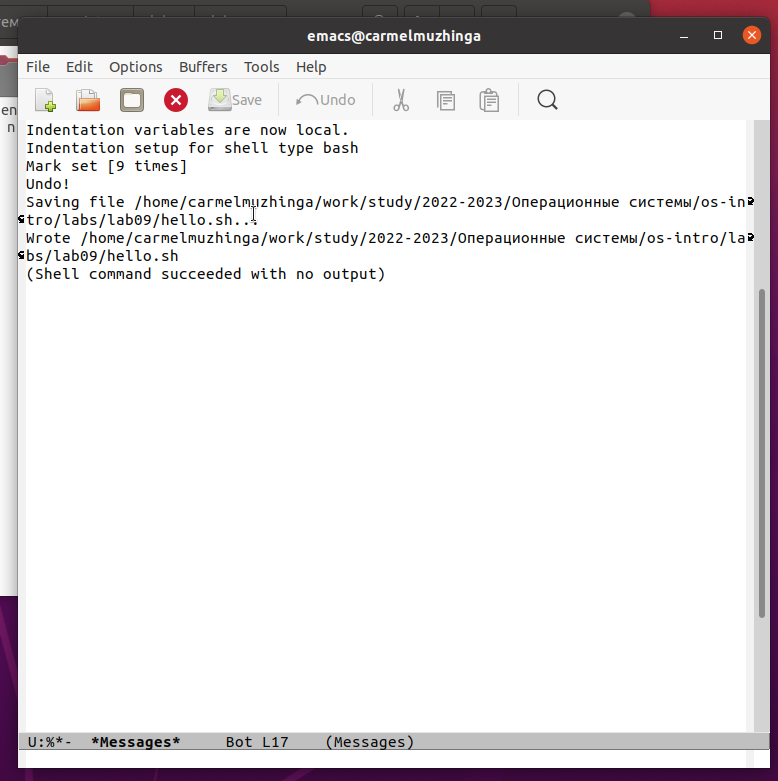 emacs@carmelmuzhinga
File Edit Options Buffers Tools Help
Save Undo
en
n
Indentation variables are now local.
Indentation setup for shell type bash
Mark set [9 times]
Undo!
Saving file /home/carmelmuzhinga/work/study/2022-2023/Операционные системы/os-in
tro/labs/lab09/hello.sh...
Wrote /home/carmelmuzhinga/work/study/2022-2023/Операционные системы/os-intro/la
bs/lab09/hello.sh
(Shell command succeeded with no output)
U:%*-  *Messages*     Bot L17    (Messages)